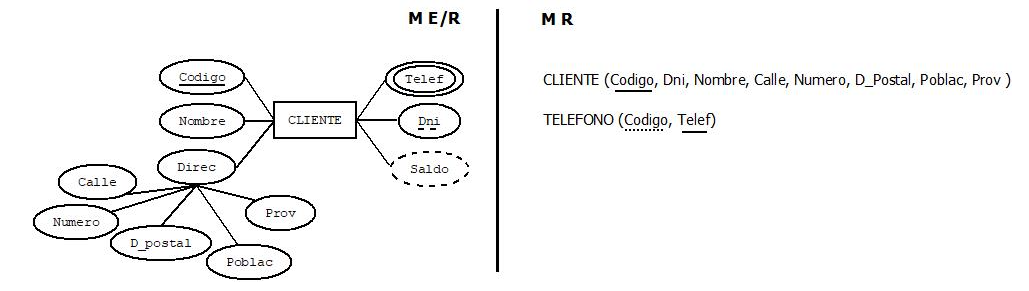 M E/R
M R
Codigo
Telef
CLIENTE (Codigo, Dni, Nombre, Calle, Numero, D_Postal, Poblac, Prov )
Nombre
CLIENTE
Dni
TELEFONO (Codigo, Telef)
Direc
Saldo
Calle
Numero
Prov
D_postal
Poblac